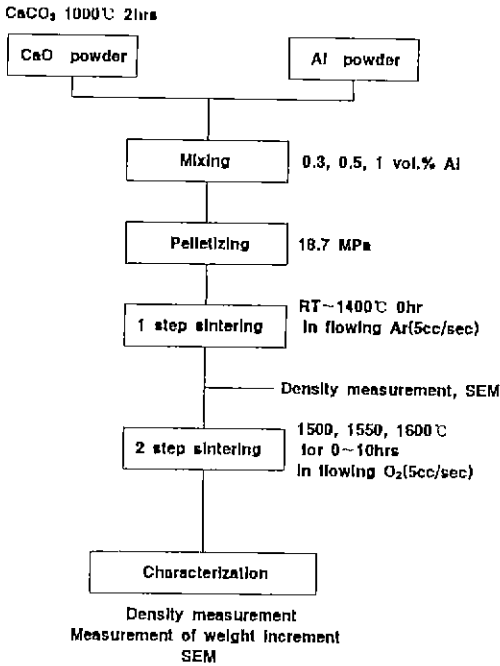 CaCO₃ 1000℃ 2hrs
CaO powder
Al powder
Mixing
0.3, 0.5, 1 vol.% Al
Pelletizing
18.7 MPa
1 step sintering
RT~1400℃ 0hr
In flowing Ar(5cc/sec)
Density measurement, SEM
2 step sintering
1500, 1550, 1600℃
for 0~10hrs
In flowing O₂(5cc/sec)
Characterization
Density measurement
Measurement of weight increment
SEM